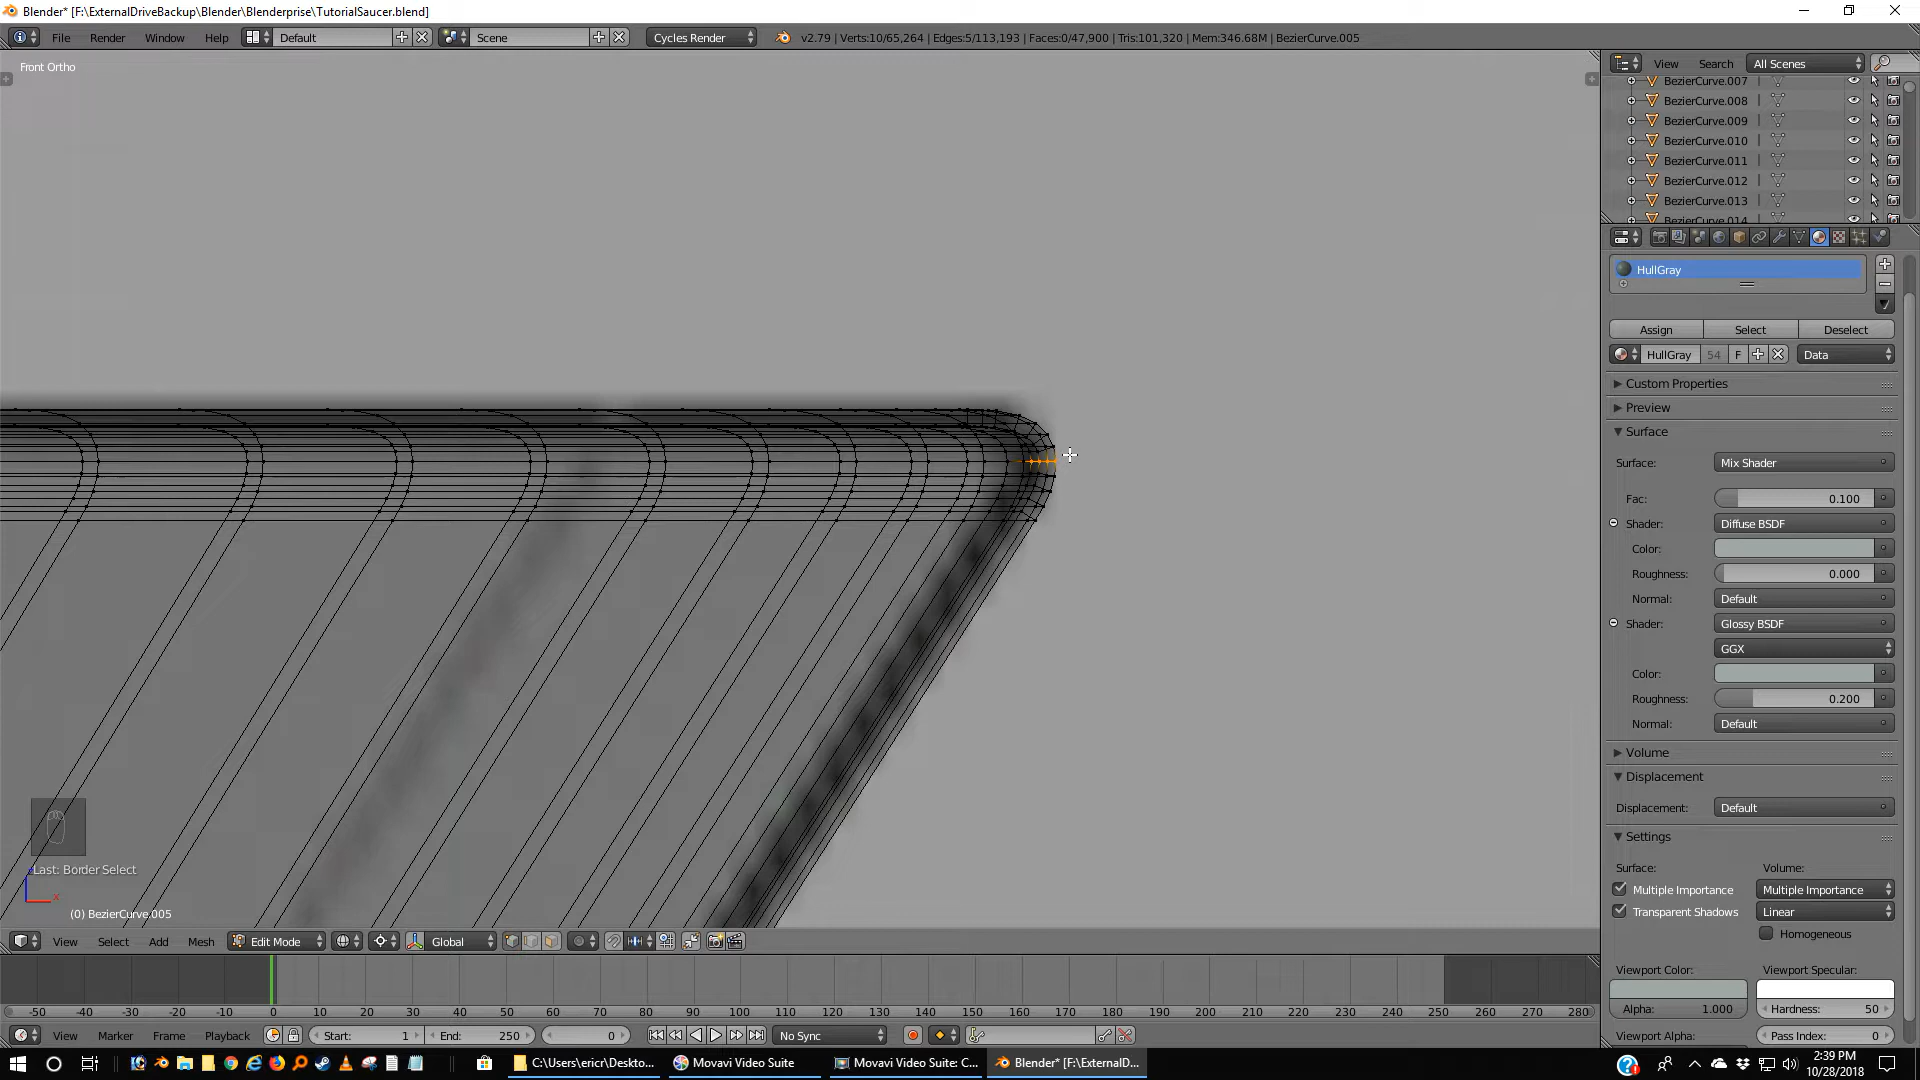 Blender* [F:\ExternalDriveBackup\Blender\Blenderprise\TutorialSaucer.blend]
File Render Window Help Default Scene Cycles Render v2.79 | Verts:10/65,264 | Edges:5/113,193 | Faces:0/47,900 | Tris:101,320 | Mem:346.68M | BezierCurve.005
Front Ortho
View Search All Scenes
BezierCurve.007
BezierCurve.008
BezierCurve.009
BezierCurve.010
BezierCurve.011
BezierCurve.012
BezierCurve.013
BezierCurve.014
HullGray
Assign Select Deselect
HullGray 54 F Data
Custom Properties
Preview
Surface
Surface: Mix Shader
Fac: 0.100
Shader: Diffuse BSDF
Color:
Roughness: 0.000
Normal: Default
Shader: Glossy BSDF
GGX
Color:
Roughness: 0.200
Normal: Default
Volume
Displacement
Displacement: Default
Settings
Surface: Volume:
Multiple Importance Multiple Importance
Transparent Shadows Linear
Homogeneous
Viewport Color: Viewport Specular:
Alpha: 1.000 Hardness: 50
Viewport Alpha: Pass Index: 0
Last: Border Select
x
(0) BezierCurve.005
View Select Add Mesh Edit Mode Global
-50 -40 -30 -20 -10 0 10 20 30 40 50 60 70 80 90 100 110 120 130 140 150 160 170 180 190 200 210 220 230 240 250 260 270 280
View Marker Frame Playback Start: 1 End: 250 0 No Sync
C:\Users\ericr\Deskto... Movavi Video Suite Movavi Video Suite: C... Blender* [F:\ExternalD...
2:39 PM
10/28/2018